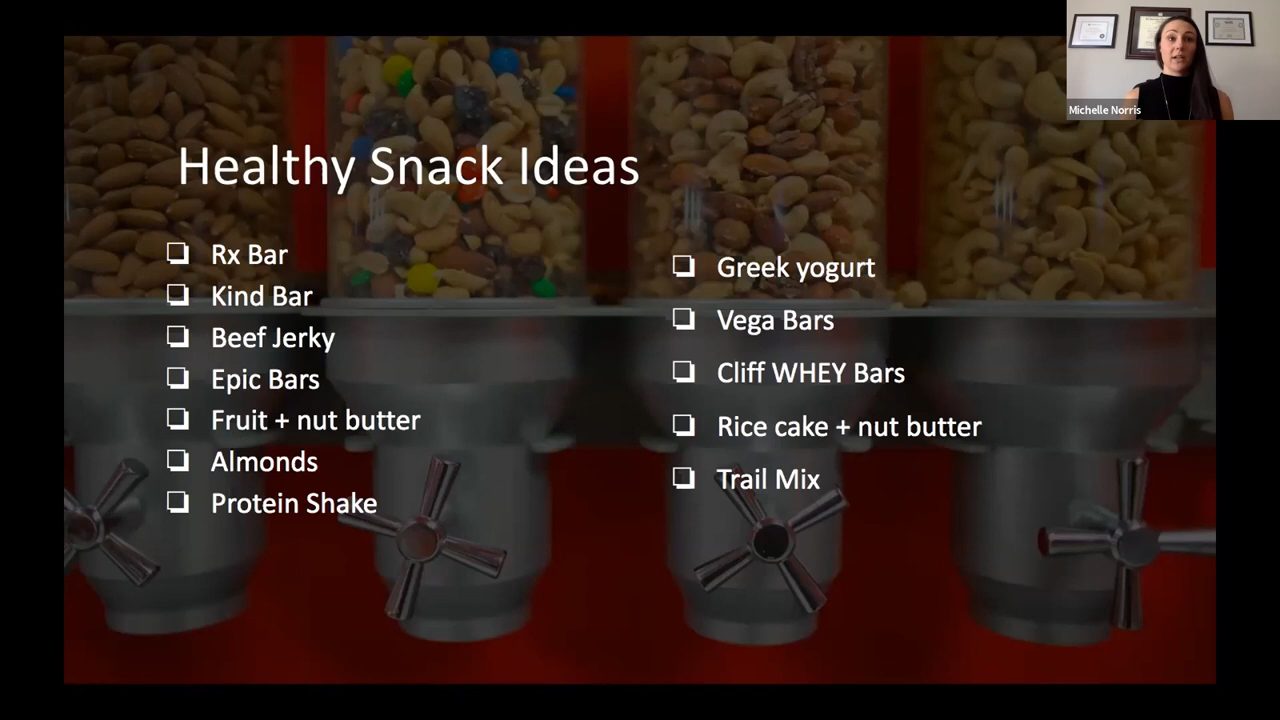 Michelle Norris
Healthy Snack Ideas
Rx Bar
Kind Bar
Beef Jerky
Epic Bars
Fruit + nut butter
Almonds
Protein Shake
Greek yogurt
Vega Bars
Cliff WHEY Bars
Rice cake + nut butter
Trail Mix